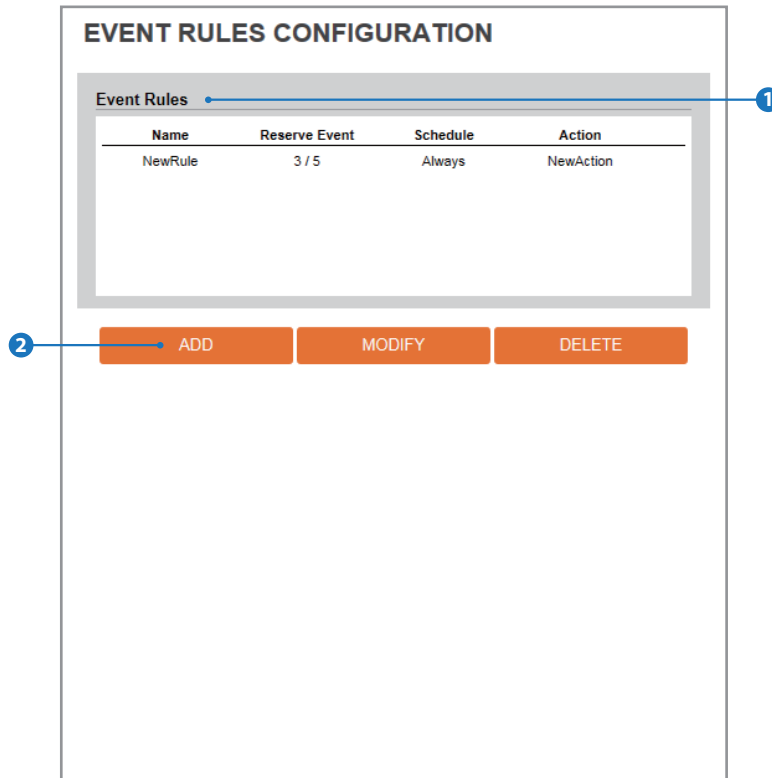 EVENT RULES CONFIGURATION
Event Rules
1
Name Reserve Event Schedule Action
NewRule 3 / 5 Always NewAction
2
ADD MODIFY DELETE